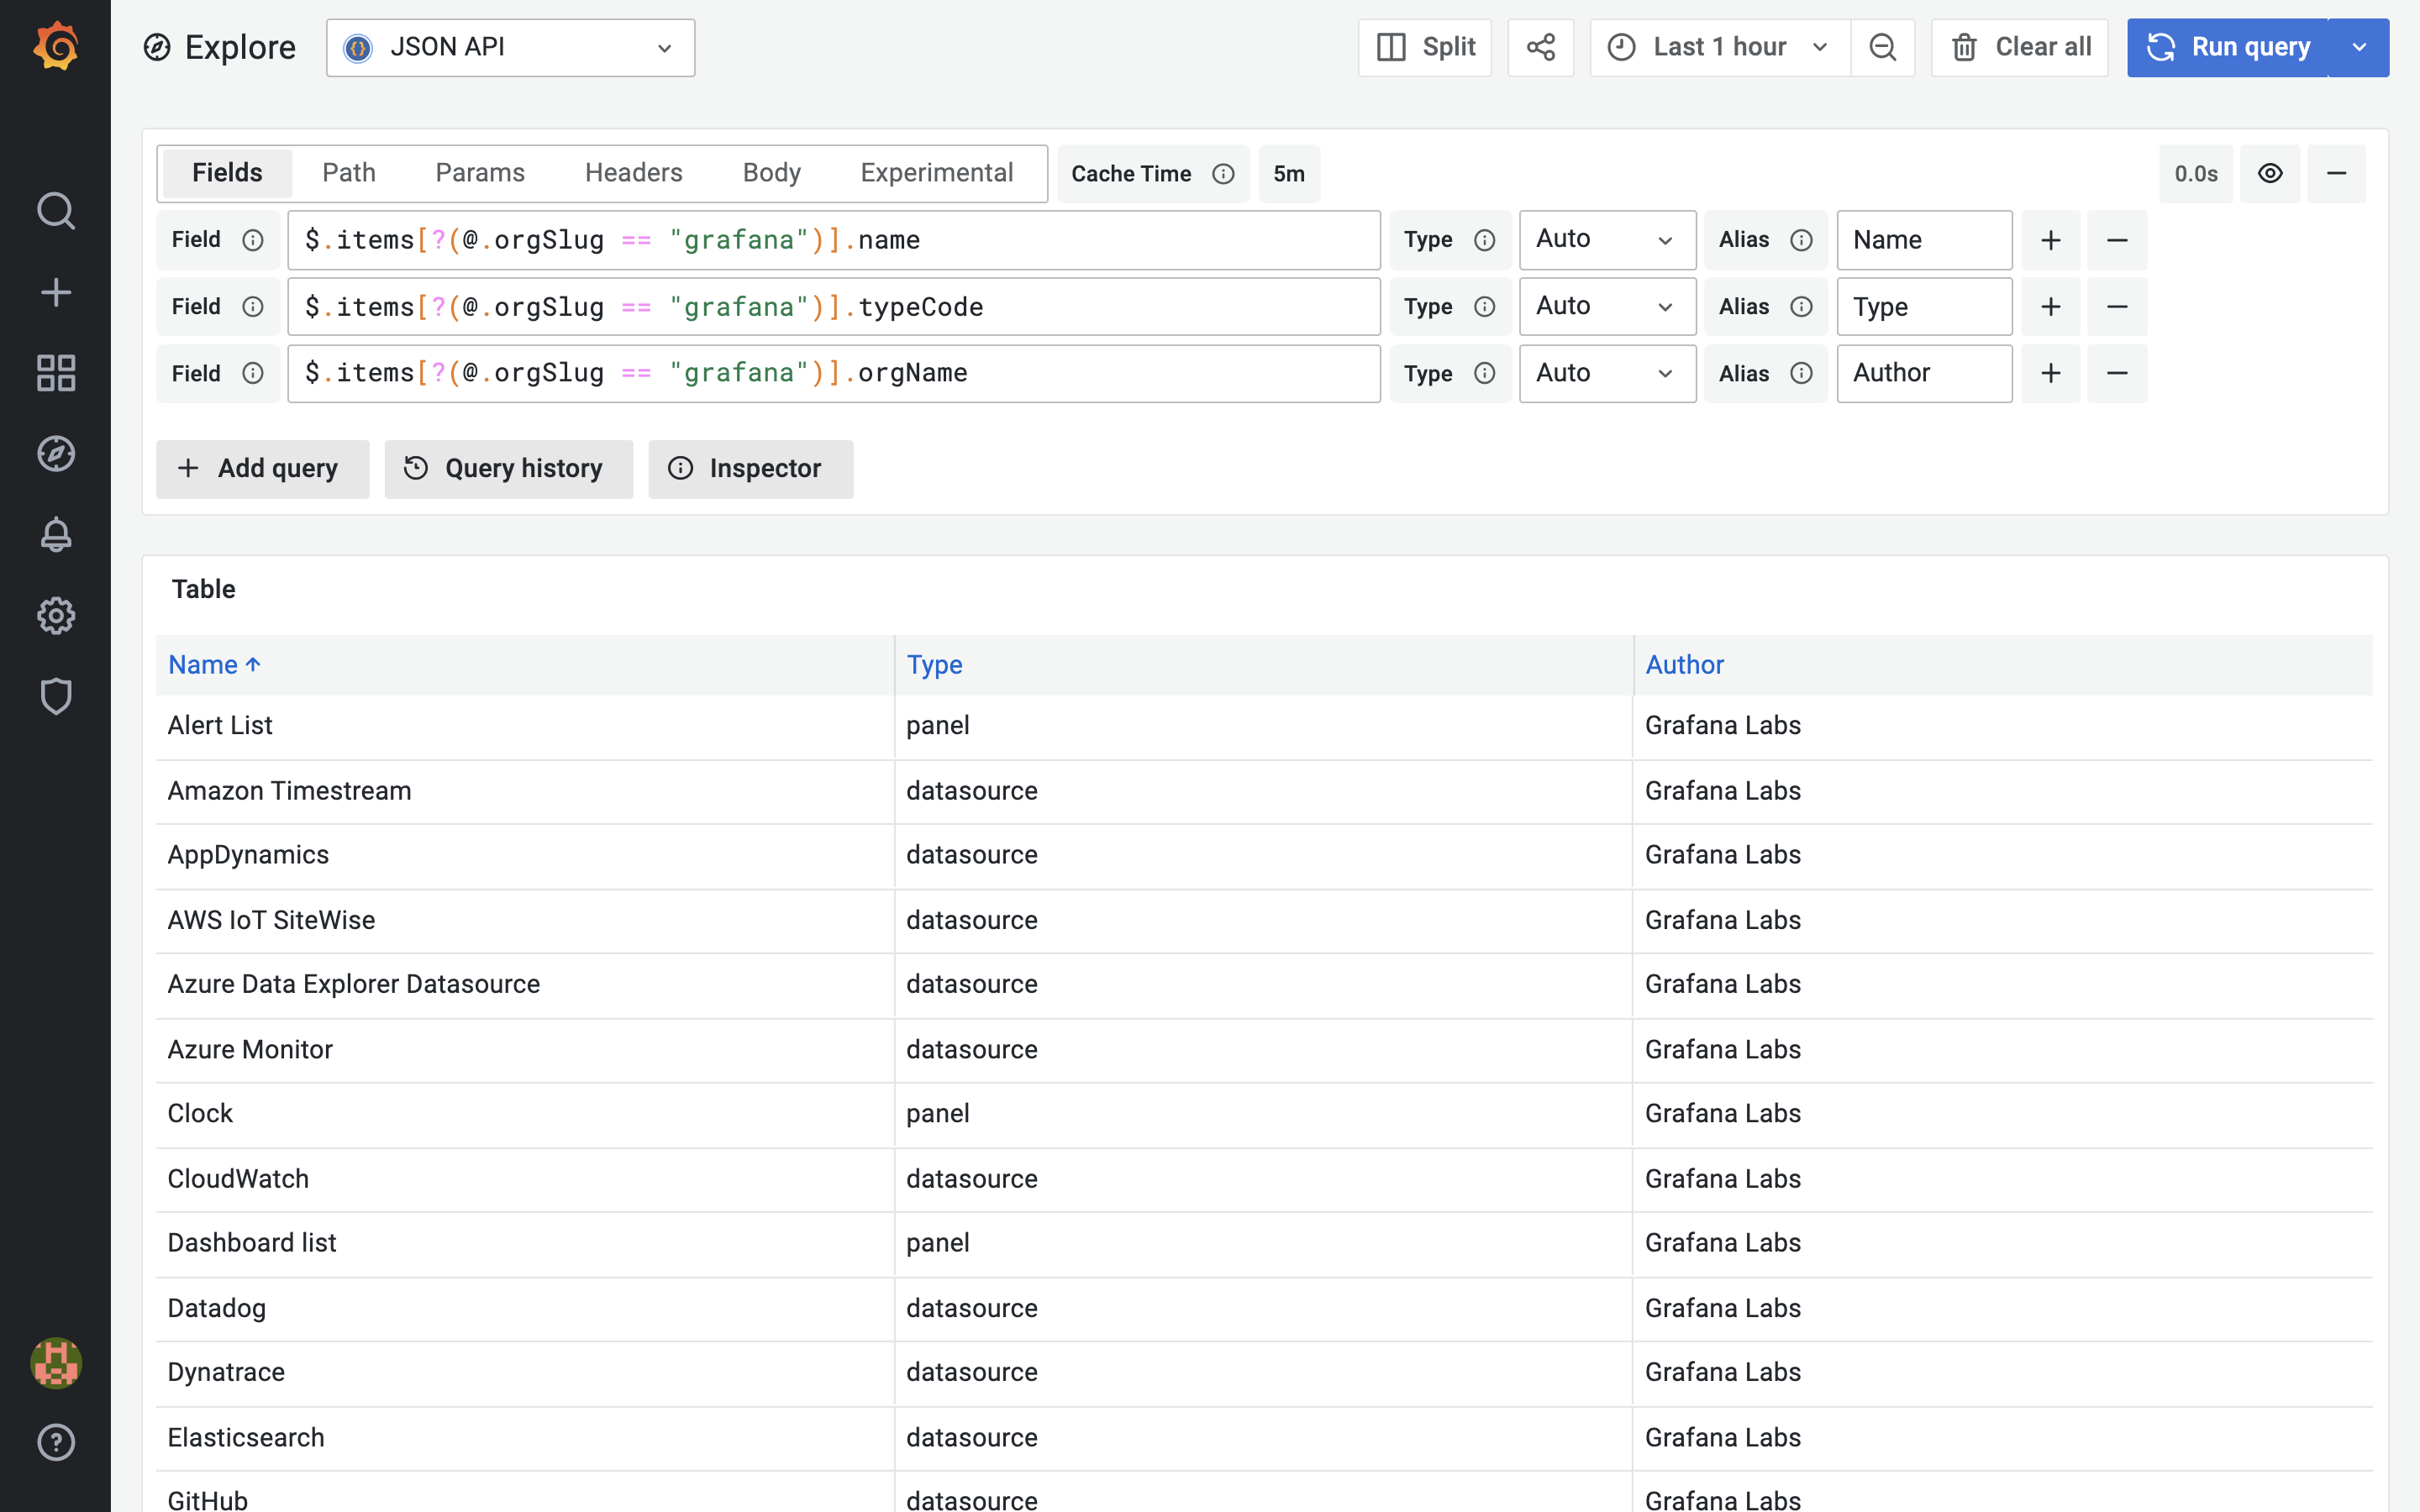 Explore JSON API Split Last 1 hour Clear all Run query
Fields Path Params Headers Body Experimental Cache Time 5m 0.0s
Field $.items[?(@.orgSlug == "grafana")].name Type Auto Alias Name
Field $.items[?(@.orgSlug == "grafana")].typeCode Type Auto Alias Type
Field $.items[?(@.orgSlug == "grafana")].orgName Type Auto Alias Author
Add query Query history Inspector
Table
Name Type Author
Alert List panel Grafana Labs
Amazon Timestream datasource Grafana Labs
AppDynamics datasource Grafana Labs
AWS IoT SiteWise datasource Grafana Labs
Azure Data Explorer Datasource datasource Grafana Labs
Azure Monitor datasource Grafana Labs
Clock panel Grafana Labs
CloudWatch datasource Grafana Labs
Dashboard list panel Grafana Labs
Datadog datasource Grafana Labs
Dynatrace datasource Grafana Labs
Elasticsearch datasource Grafana Labs
GitHub datasource Grafana Labs